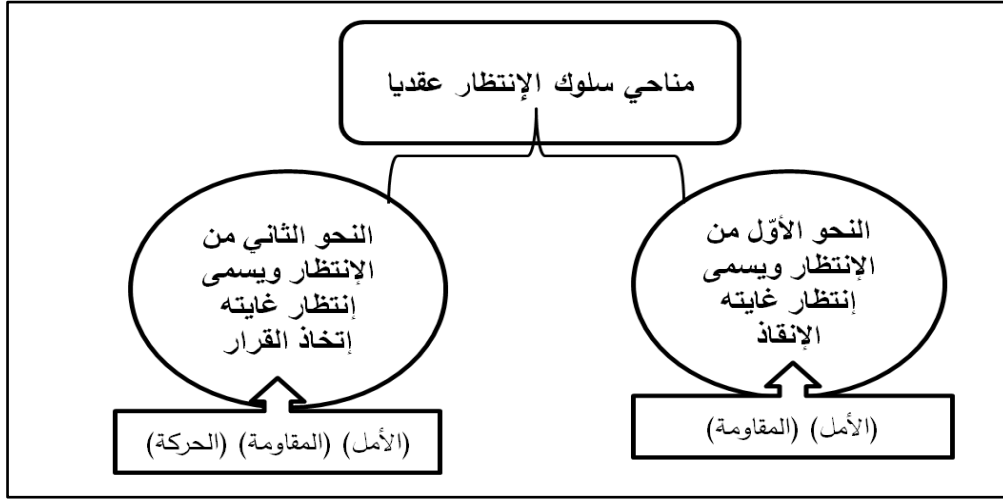 مناحي سلوك الإنتظار عقديا
النحو الأوّل من
الإنتظار ويسمى
إنتظار غايته
الإنقاذ
(الأمل) (المقاومة)
النحو الثاني من
الإنتظار ويسمى
إنتظار غايته
إتخاذ القرار
(الأمل) (المقاومة) (الحركة)